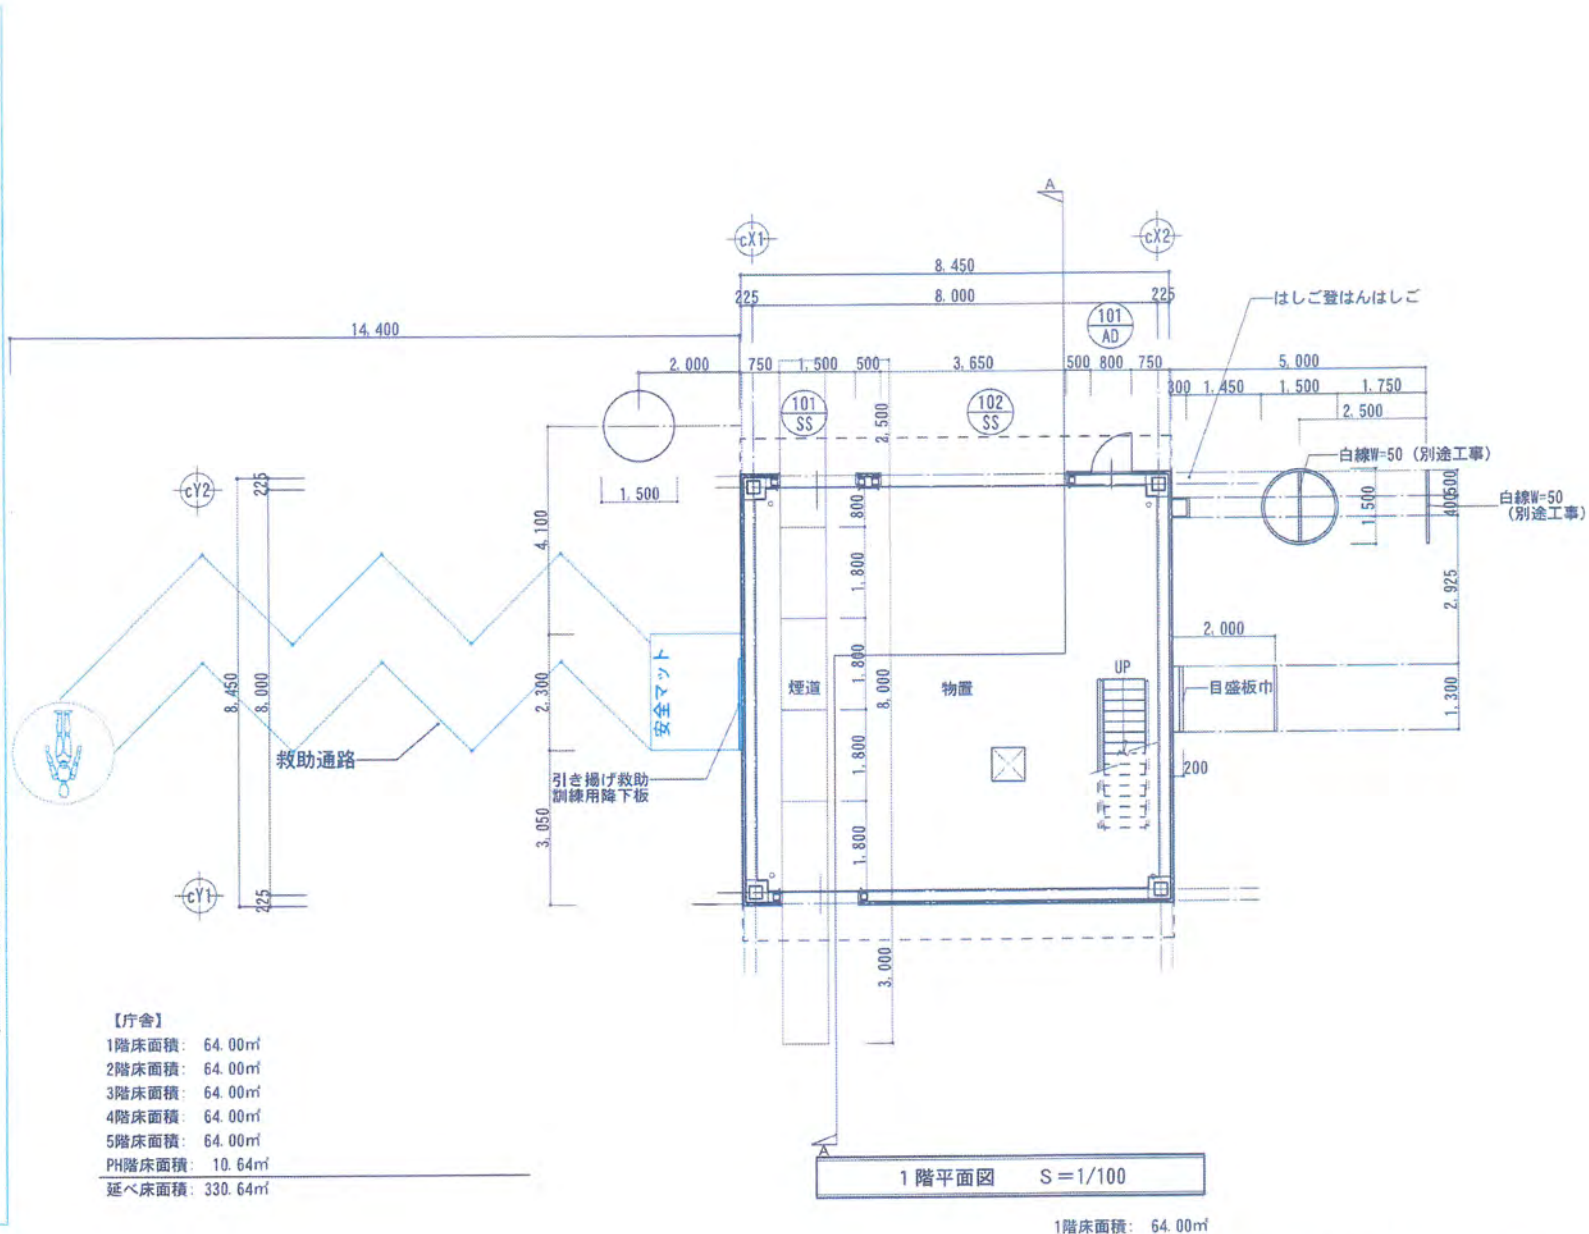 A
cX1
cX2
8,450
225
8,000
225
はしご登はんはしご
101
AD
14,400
2,000
750
1,500
500
3,650
500
800
750
5,000
300
1,450
1,500
1,750
101
SS
102
SS
2,500
2,500
白線W=50 (別途工事)
cY2
225
1,500
800
1,500
500
400
白線W=50
(別途工事)
4,100
1,800
2,925
2,000
安全マット
煙道
1,800
物置
UP
目盛板巾
8,450
8,000
2,300
8,000
1,300
救助通路
引き揚げ救助
訓練用降下板
1,800
200
3,050
1,800
cY1
225
3,000
【庁舎】
1階床面積: 64.00㎡
2階床面積: 64.00㎡
3階床面積: 64.00㎡
4階床面積: 64.00㎡
5階床面積: 64.00㎡
PH階床面積: 10.64㎡
延べ床面積: 330.64㎡
A
1階平面図 S=1/100
1階床面積: 64.00㎡